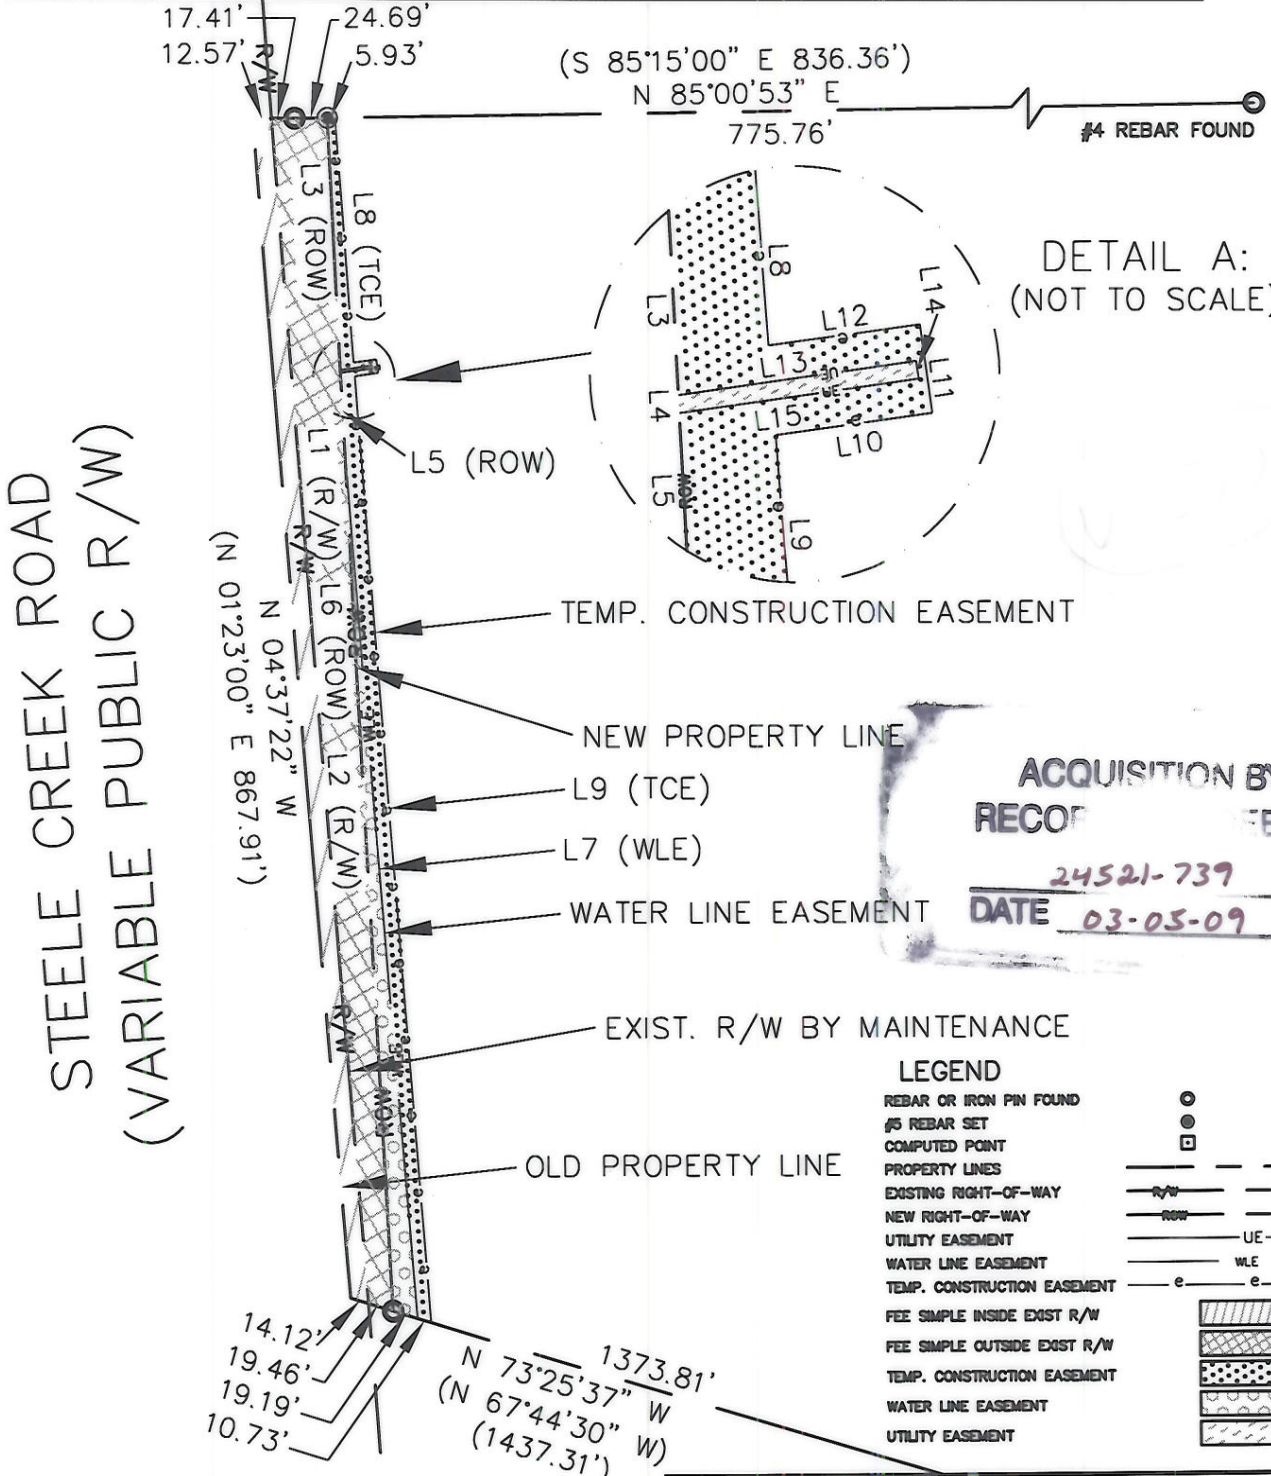 17.41'
24.69'
12.57'
R/W
5.93'
(S 85°15'00" E 836.36')
N 85°00'53" E
775.76'
#4 REBAR FOUND
L3 (ROW)
L8 (TCE)
DETAIL A:
(NOT TO SCALE)
L8
L3
L14
L12
L13
UE
L4
UE
L11
L15
L10
L5
ROW
L9
L5 (ROW)
L1 (R/W)
R/W
L6 (ROW)
L2 (R/W)
STEELE CREEK ROAD
(VARIABLE PUBLIC R/W)
N 04°37'22" W
(N 01°23'00" E 867.91')
TEMP. CONSTRUCTION EASEMENT
NEW PROPERTY LINE
L9 (TCE)
L7 (WLE)
WATER LINE EASEMENT
EXIST. R/W BY MAINTENANCE
R/W
ROW
OLD PROPERTY LINE
ACQUISITION BY
24521-739
DATE 03-05-09
LEGEND
REBAR OR IRON PIN FOUND
#5 REBAR SET
COMPUTED POINT
PROPERTY LINES
EXISTING RIGHT-OF-WAY R/W
NEW RIGHT-OF-WAY ROW
UTILITY EASEMENT UE
WATER LINE EASEMENT WLE
TEMP. CONSTRUCTION EASEMENT e e
FEE SIMPLE INSIDE EXIST R/W
FEE SIMPLE OUTSIDE EXIST R/W
TEMP. CONSTRUCTION EASEMENT
WATER LINE EASEMENT
UTILITY EASEMENT
14.12'
19.46'
19.19'
10.73'
1373.81'
N 73°25'37" W
(N 67°44'30" W)
(1437.31')